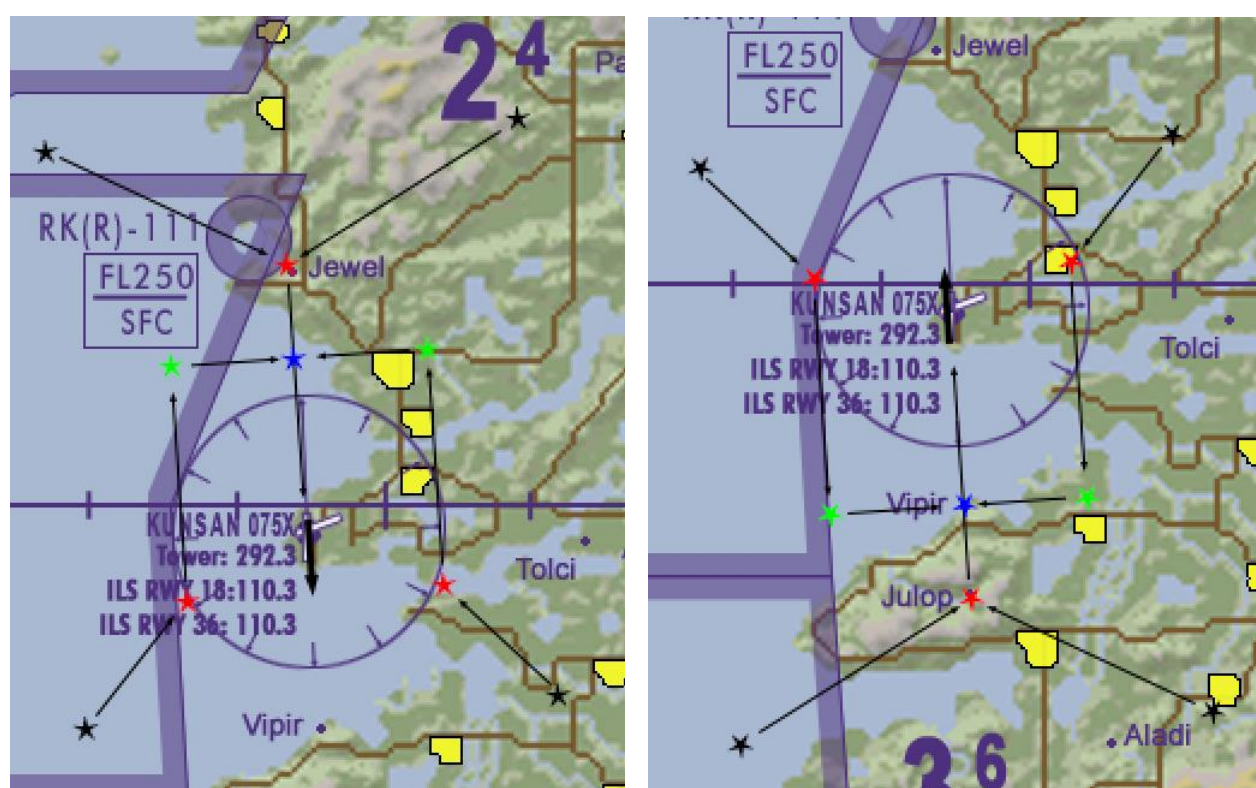 2⁴
Pa
RK(R)-111
FL250
SFC
Jewel
KUNSAN 075X
Tower: 292.3
ILS RWY 18:110.3
ILS RWY 36: 110.3
Tolci
Vipir
Jewel
FL250
SFC
KUNSAN 075X
Tower: 292.3
ILS RWY 18:110.3
ILS RWY 36: 110.3
Tolci
Vipir
Julop
Aladi
3⁶